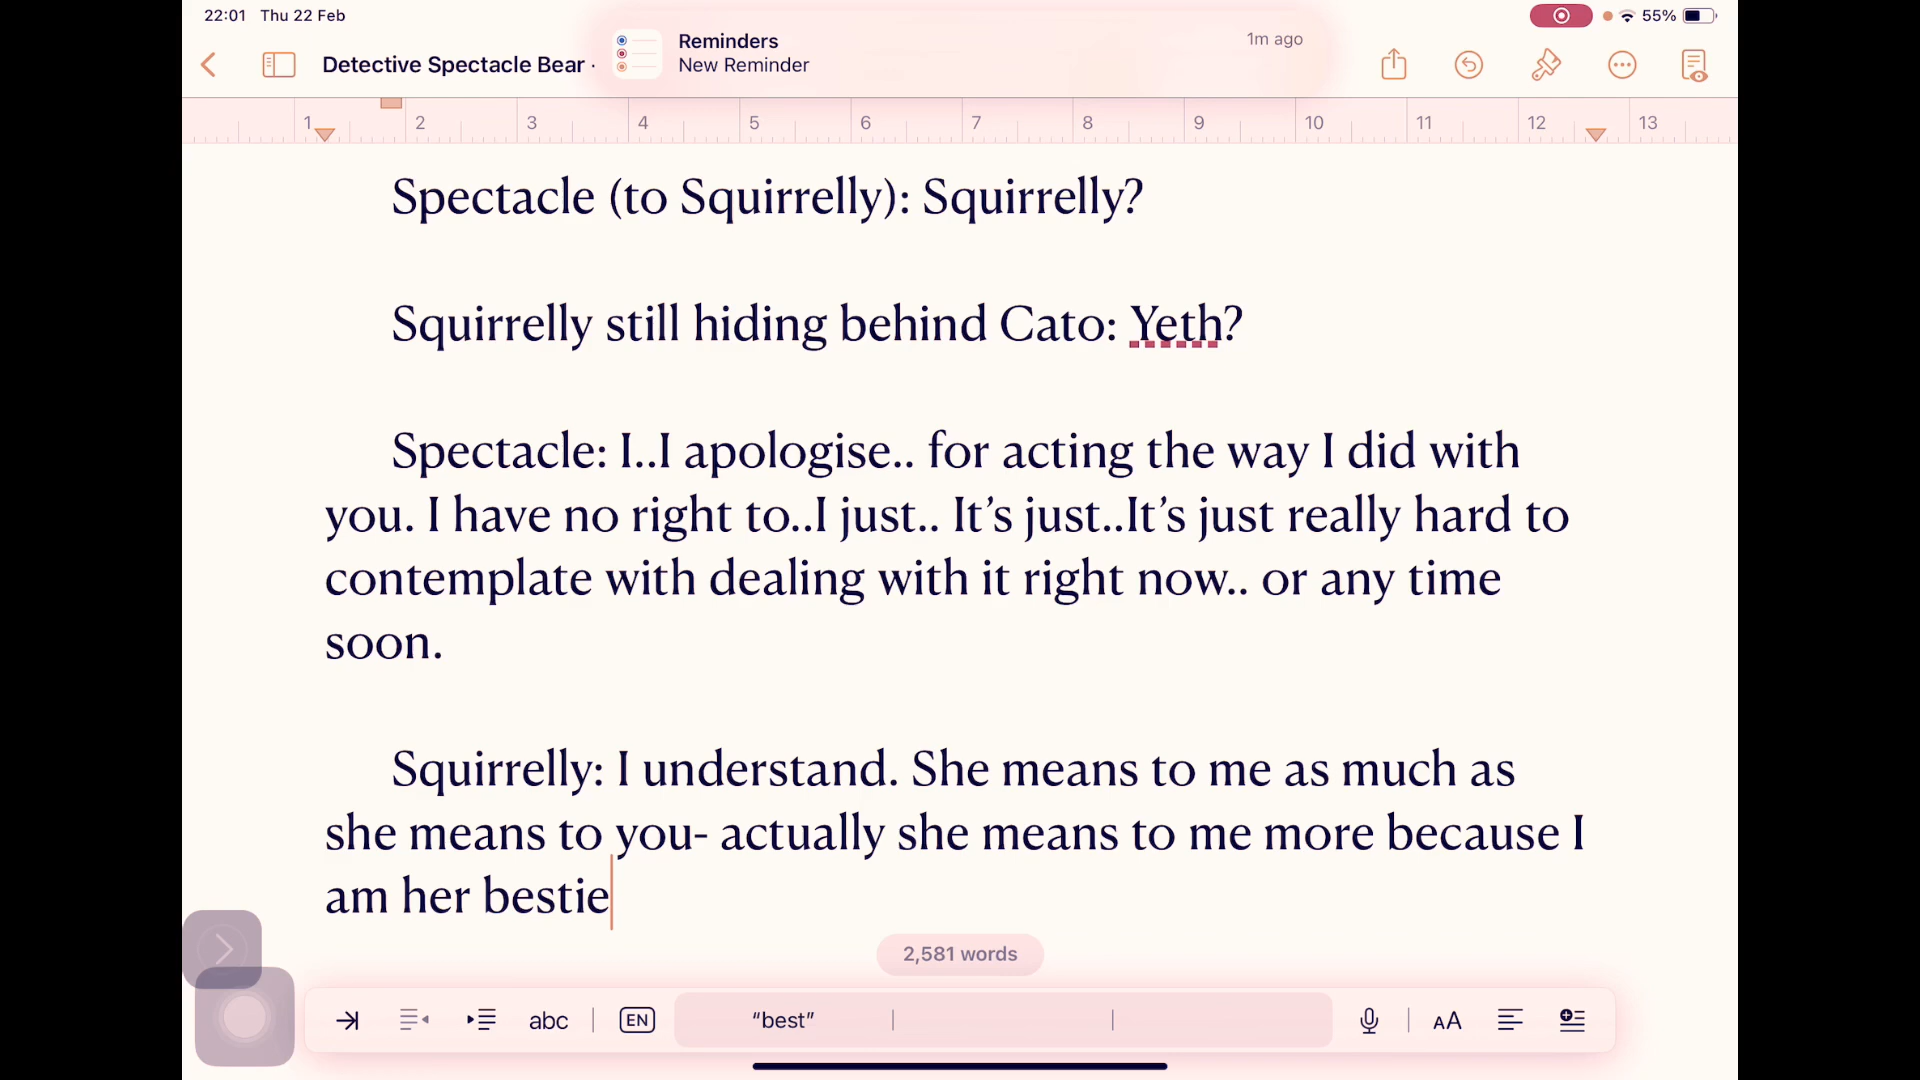 22:01 Thu 22 Feb
55%
Reminders
1m ago
New Reminder
Detective Spectacle Bear ·
1 2 3 4 5 6 7 8 9 10 11 12 13
Spectacle (to Squirrelly): Squirrelly?
Squirrelly still hiding behind Cato: Yeth?
Spectacle: I..I apologise.. for acting the way I did with
you. I have no right to..I just.. It’s just..It’s just really hard to
contemplate with dealing with it right now.. or any time
soon.
Squirrelly: I understand. She means to me as much as
she means to you- actually she means to me more because I
am her bestie
2,581 words
abc EN “best” AA